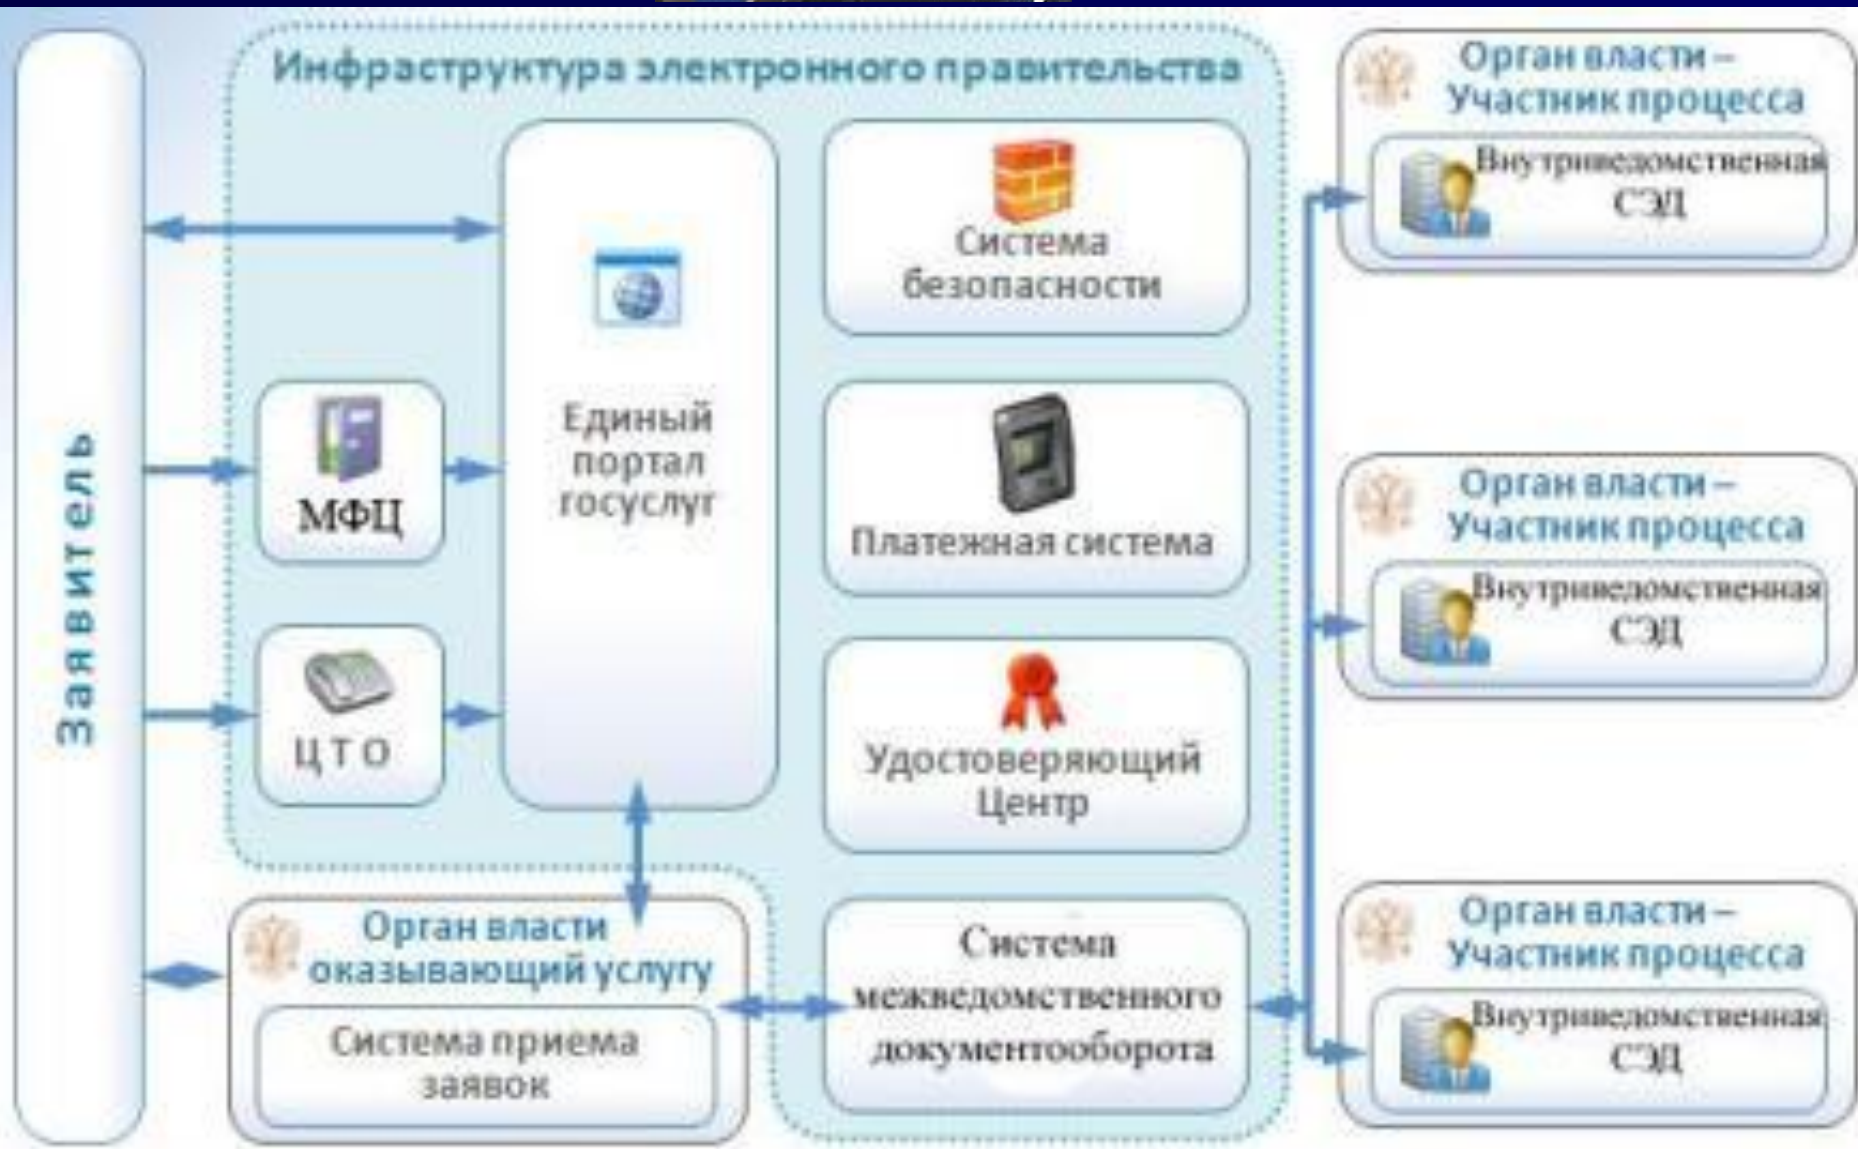 Инфраструктура электронного правительства
Заявитель
Единый
портал
госуслуг
МФЦ
ЦТО
Система
безопасности
Платежная система
Удостоверяющий
Центр
Система
межведомственного
документооборота
Орган власти
оказывающий услугу
Система приема
заявок
Орган власти –
Участник процесса
Внутриведомственная
СЭД
Орган власти –
Участник процесса
Внутриведомственная
СЭД
Орган власти –
Участник процесса
Внутриведомственная
СЭД